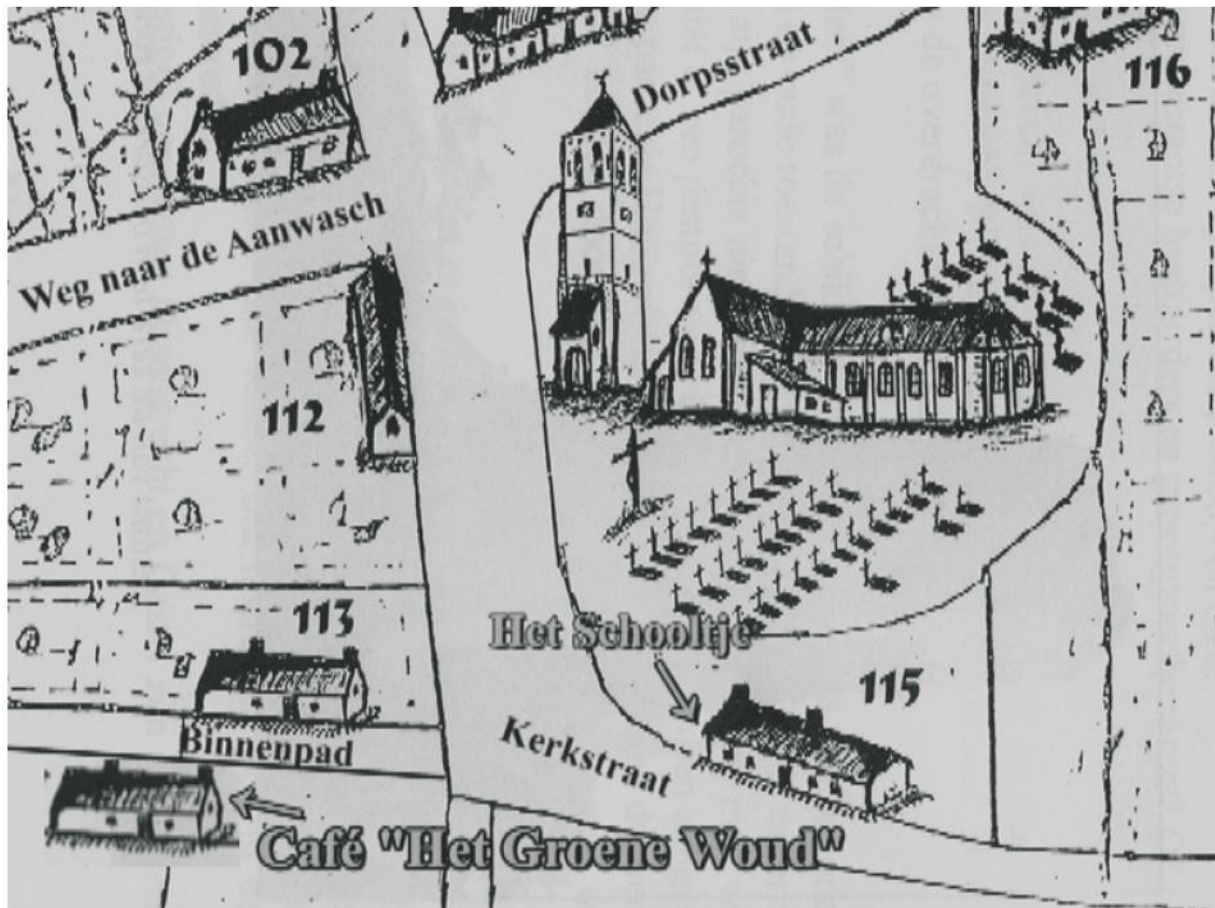 102
Dorpsstraat
116
Weg naar de Aanwasch
112
113
Het Schooltje
115
Binnenpad
Kerkstraat
Café "Het Groene Woud"